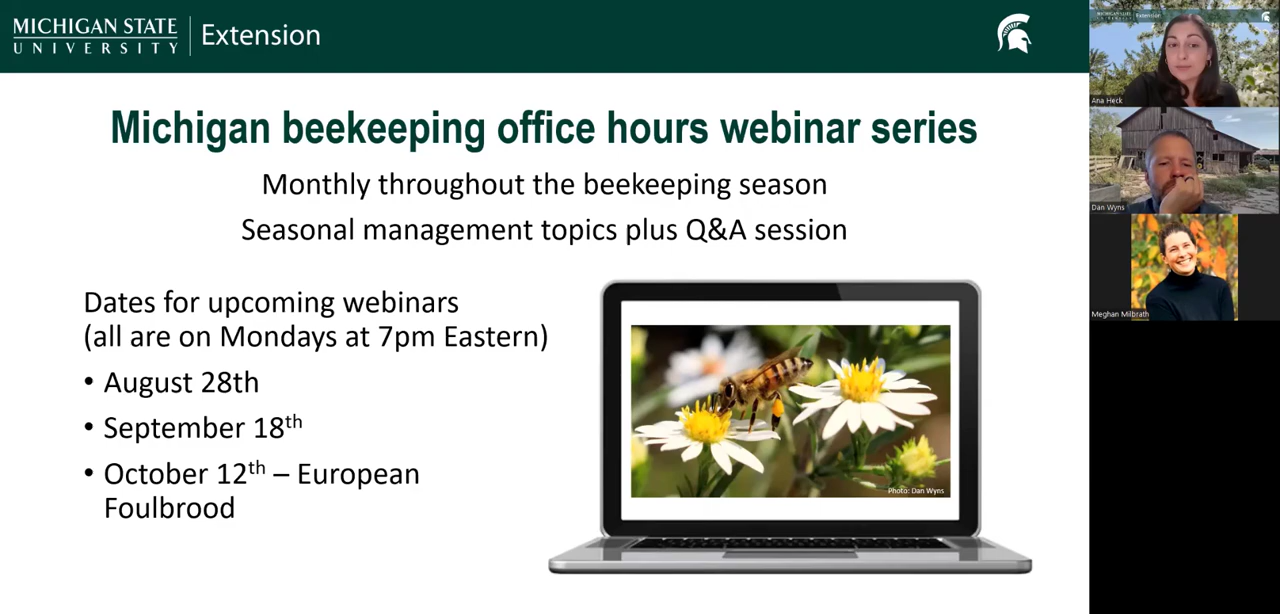 MICHIGAN STATE
UNIVERSITY
Extension
Michigan beekeeping office hours webinar series
Monthly throughout the beekeeping season
Seasonal management topics plus Q&A session
Dates for upcoming webinars
(all are on Mondays at 7pm Eastern)
• August 28th
• September 18th
• October 12th – European
Foulbrood
Photo: Dan Wyns
Extension
Ana Heck
Dan Wyns
Meghan Milbrath